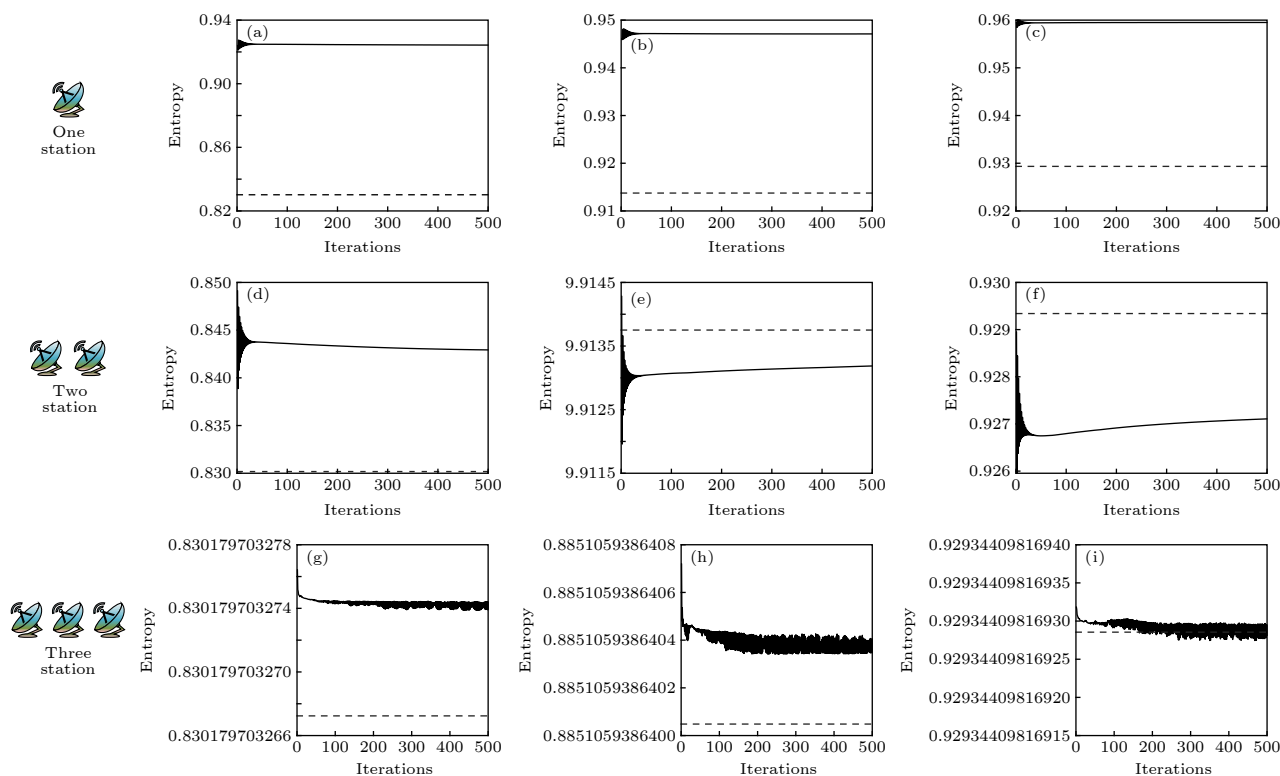 One
station
Entropy
0.94
0.90
0.86
0.82
(a)
0 100 200 300 400 500
Iterations
Entropy
0.95
0.94
0.93
0.92
0.91
(b)
0 100 200 300 400 500
Iterations
Entropy
0.96
0.95
0.96
0.94
0.93
0.92
(c)
0 100 200 300 400 500
Iterations
Two
station
Entropy
0.850
0.845
0.840
0.835
0.830
(d)
0 100 200 300 400 500
Iterations
Entropy
9.9145
9.9135
9.9125
9.9115
(e)
0 100 200 300 400 500
Iterations
Entropy
0.930
0.929
0.928
0.927
0.926
(f)
0 100 200 300 400 500
Iterations
Three
station
Entropy
0.830179703278
0.830179703274
0.830179703270
0.830179703266
(g)
0 100 200 300 400 500
Iterations
Entropy
0.8851059386408
0.8851059386406
0.8851059386404
0.8851059386402
0.8851059386400
(h)
0 100 200 300 400 500
Iterations
Entropy
0.92934409816940
0.92934409816935
0.92934409816930
0.92934409816925
0.92934409816920
0.92934409816915
(i)
0 100 200 300 400 500
Iterations